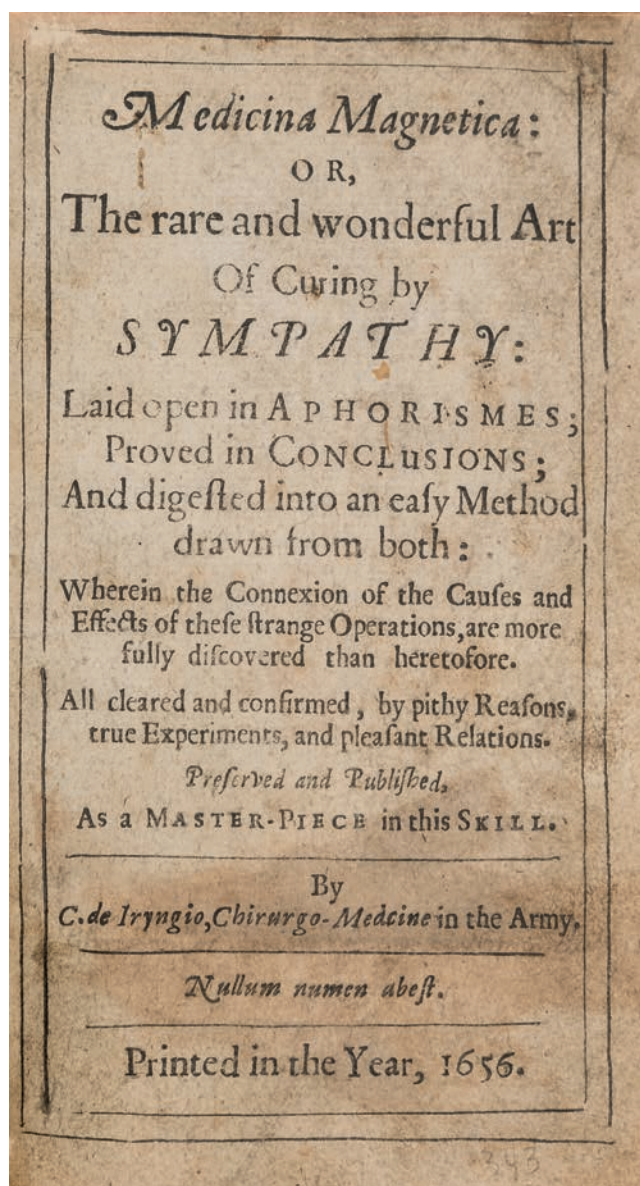 Medicina Magnetica:
OR,
The rare and wonderful Art
Of Curing by
SYMPATHY:
Laid open in APHORISMES;
Proved in CONCLUSIONS;
And digeſted into an eaſy Method
drawn from both:
Wherein the Connexion of the Cauſes and
Effects of theſe ſtrange Operations, are more
fully diſcovered than heretofore.
All cleared and confirmed, by pithy Reaſons,
true Experiments, and pleaſant Relations.
Preſerved and Publiſhed,
As a MASTER-PIECE in this SKILL.
By
C. de Iryngio, Chirurgo-Medcine in the Army.
Nullum numen abeſt.
Printed in the Year, 1656.
343